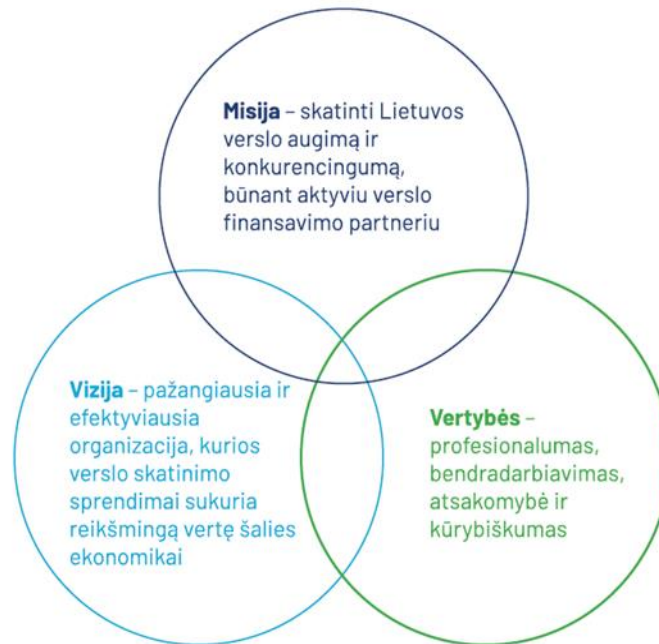 Misija – skatinti Lietuvos
verslo augimą ir
konkurencingumą,
būnant aktyviu verslo
finansavimo partneriu
Vizija – pažangiausia ir
efektyviausia
organizacija, kurios
verslo skatinimo
sprendimai sukuria
reikšmingą vertę šalies
ekonomikai
Vertybės –
profesionalumas,
bendradarbiavimas,
atsakomybė ir
kūrybiškumas